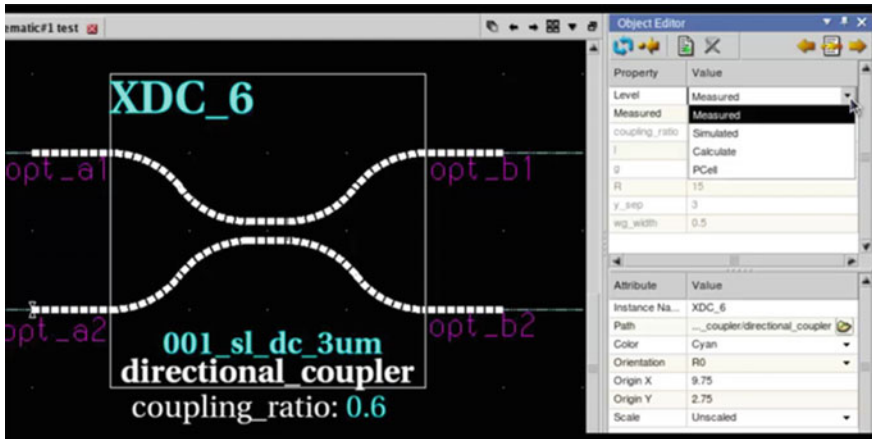 ematic#1 test
XDC_6
opt_a1
opt_b1
opt_a2
opt_b2
001_sl_dc_3um
directional_coupler
coupling_ratio: 0.6
Object Editor
Property Value
Level Measured
Measured Measured
coupling_ratio Simulated
l Calculate
g PCell
R 15
y_sep 3
wg_width 0.5
Attribute Value
Instance Na... XDC_6
Path ..._coupler/directional_coupler
Color Cyan
Orientation R0
Origin X 9.75
Origin Y 2.75
Scale Unscaled